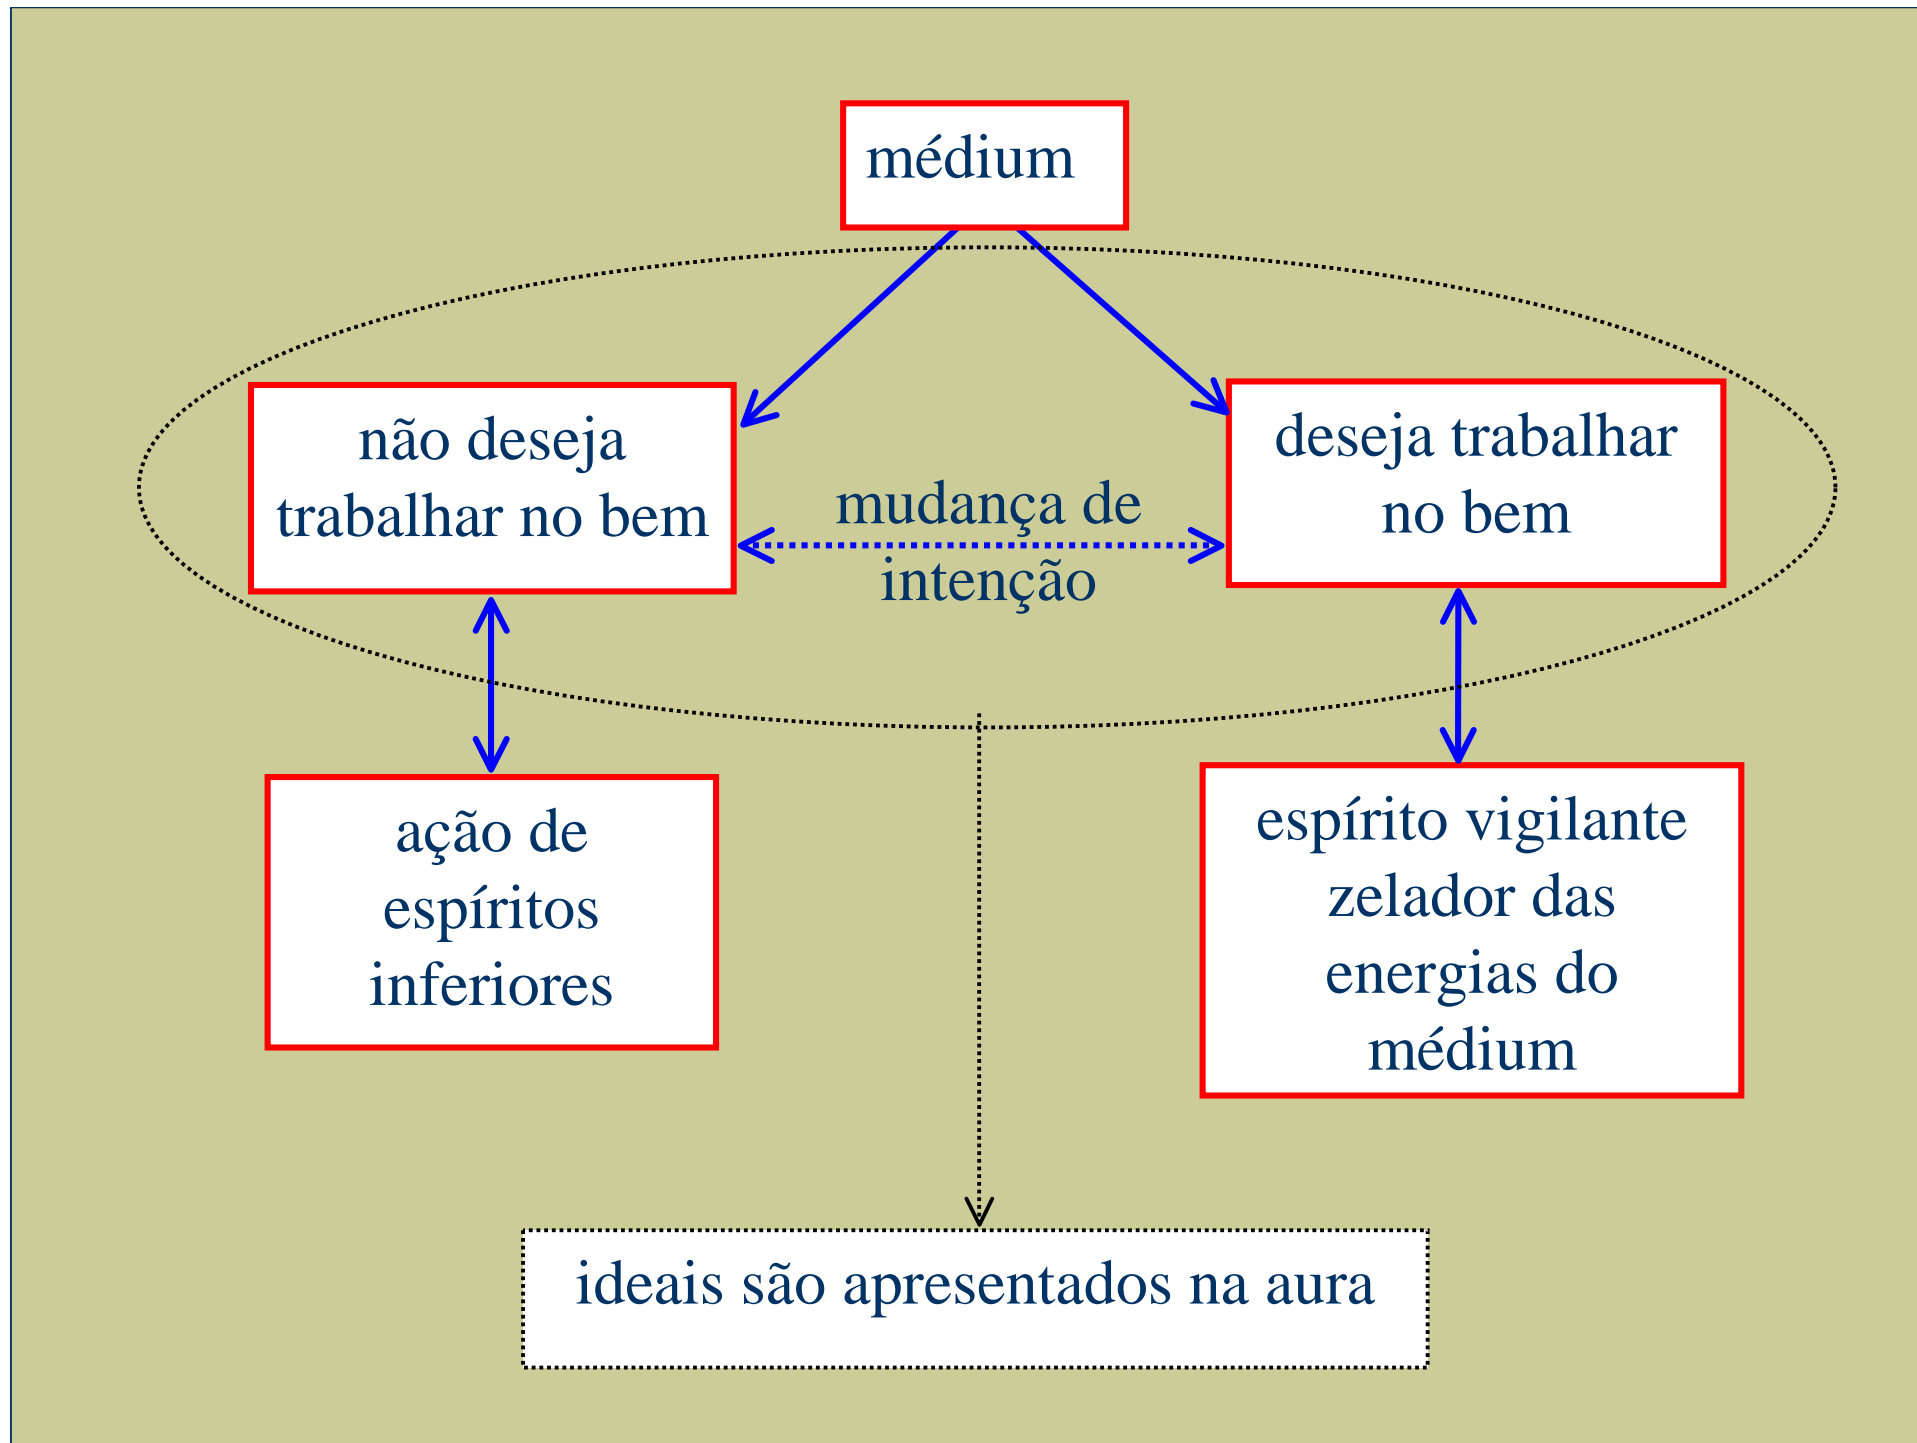 médium
não deseja
trabalhar no bem
mudança de
intenção
deseja trabalhar
no bem
ação de
espíritos
inferiores
espírito vigilante
zelador das
energias do
médium
ideais são apresentados na aura